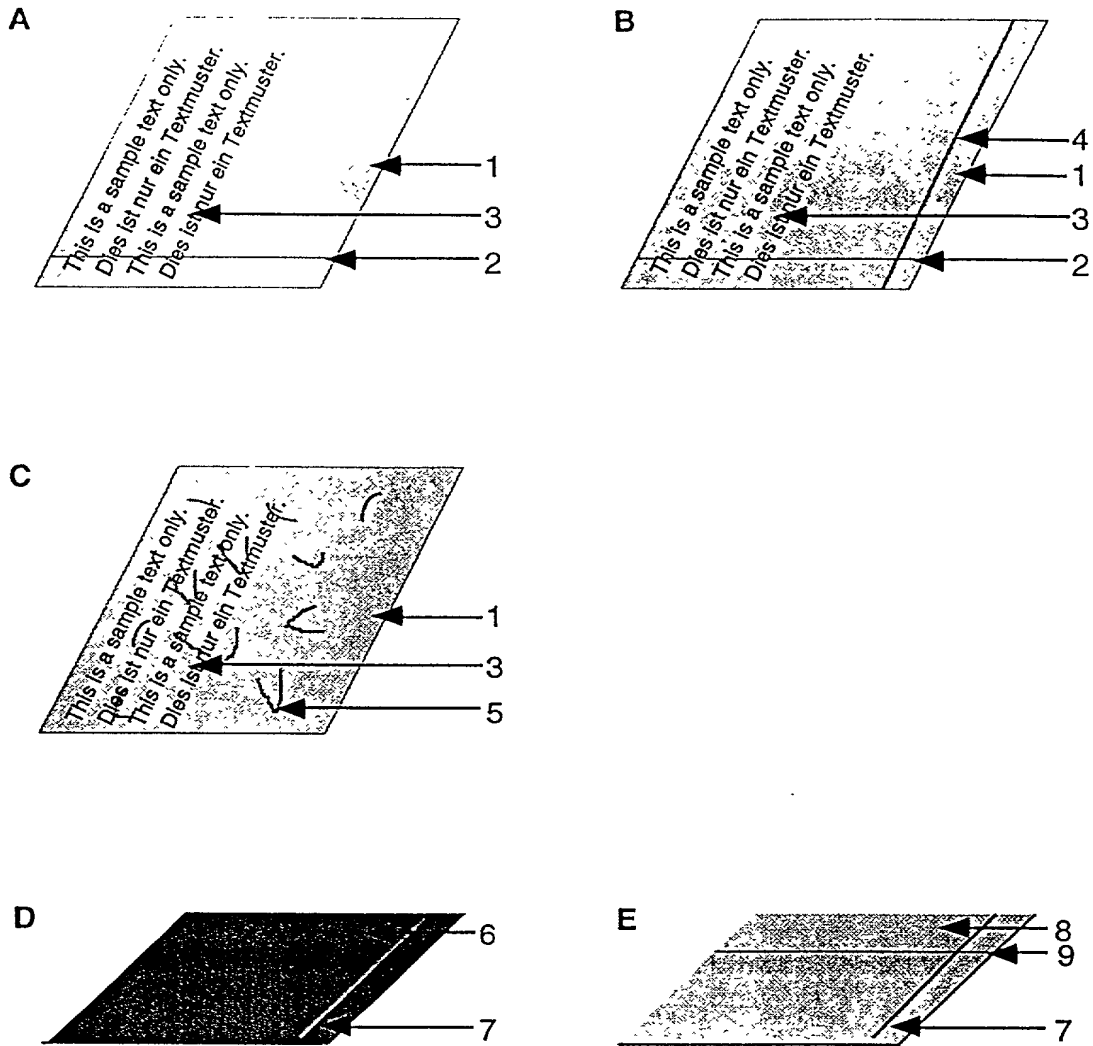 A
This is a sample text only.
Dies ist nur ein Textmuster.
This is a sample text only.
Dies ist nur ein Textmuster.
1
3
2
B
This is a sample text only.
Dies ist nur ein Textmuster.
This is a sample text only.
Dies ist nur ein Textmuster.
4
1
3
2
C
This is a sample text only.
Dies ist nur ein Textmuster.
This is a sample text only.
Dies ist nur ein Textmuster.
1
3
5
D
6
7
E
8
9
7